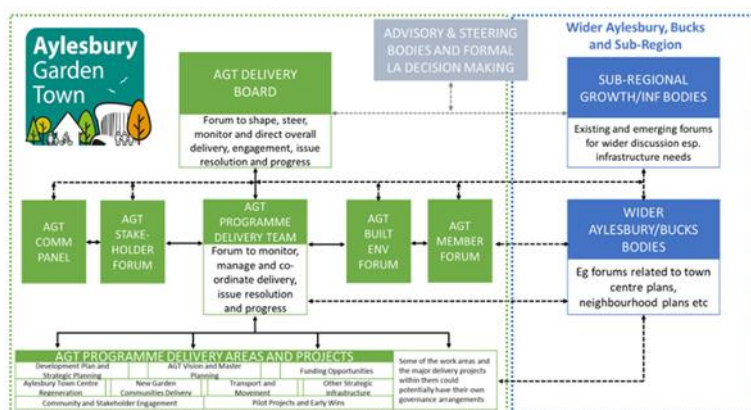 Aylesbury
Garden
Town
AGT DELIVERY
BOARD
Forum to shape, steer,
monitor and direct overall
delivery, engagement, issue
resolution and progress
ADVISORY & STEERING
BODIES AND FORMAL
LA DECISION MAKING
Wider Aylesbury, Bucks
and Sub-Region
SUB-REGIONAL
GROWTH/INF BODIES
Existing and emerging forums
for wider discussion esp.
infrastructure needs
AGT
COMM
PANEL
AGT
STAKE-
HOLDER
FORUM
AGT
PROGRAMME
DELIVERY TEAM
Forum to monitor,
manage and co-
ordinate delivery,
issue resolution
and progress
AGT
BUILT
ENV
FORUM
AGT
MEMBER
FORUM
WIDER
AYLESBURY/BUCKS
BODIES
Eg forums related to town
centre plans,
neighbourhood plans etc
AGT PROGRAMME DELIVERY AREAS AND PROJECTS
Development Plan and
Strategic Planning
AGT Vision and Master
Planning
Funding Opportunities
Aylesbury Town Centre
Regeneration
New Garden
Communities Delivery
Transport and
Movement
Other Strategic
Infrastructure
Community and Stakeholder Engagement
Pilot Projects and Early Wins
Some of the work areas and
the major delivery projects
within them could
potentially have their own
governance arrangements